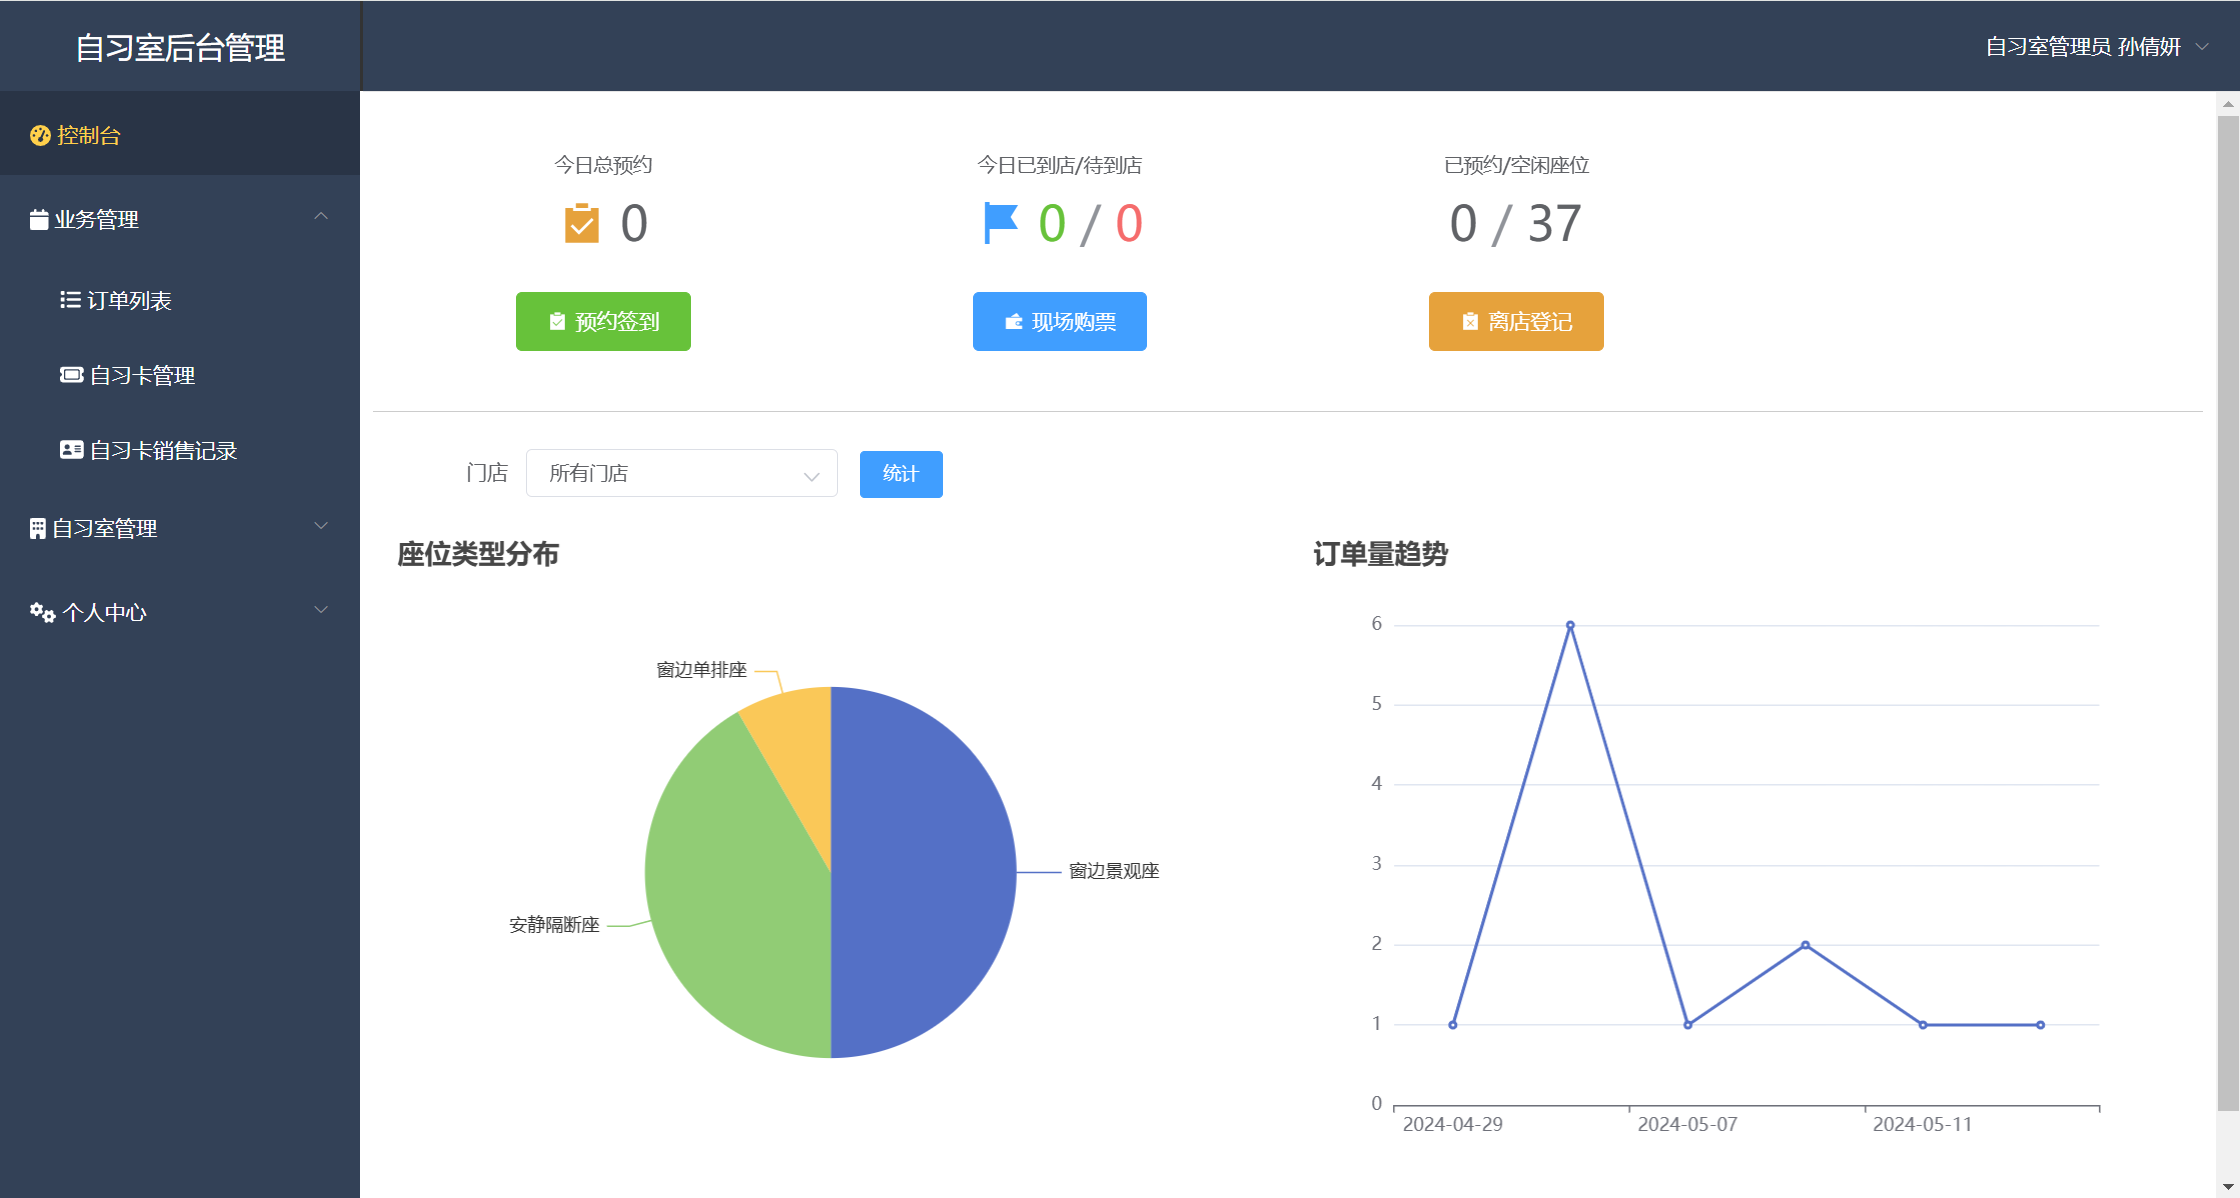 自习室后台管理
自习室管理员 孙倩妍
控制台
业务管理
订单列表
自习卡管理
自习卡销售记录
自习室管理
个人中心
今日总预约
0
预约签到
今日已到店/待到店
0 / 0
现场购票
已预约/空闲座位
0 / 37
离店登记
门店 所有门店 统计
座位类型分布
窗边单排座
窗边景观座
安静隔断座
订单量趋势
6
5
4
3
2
1
0
2024-04-29 2024-05-07 2024-05-11